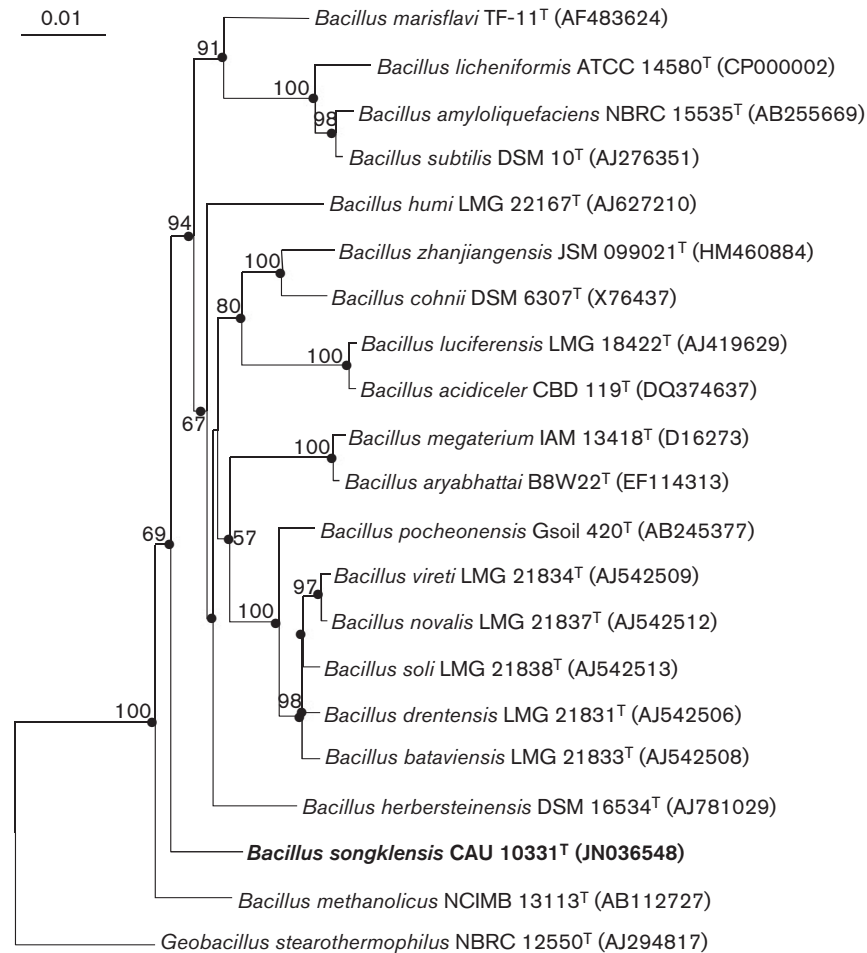 0.01
Bacillus marisflavi TF-11ᵀ (AF483624)
91
Bacillus licheniformis ATCC 14580ᵀ (CP000002)
100
Bacillus amyloliquefaciens NBRC 15535ᵀ (AB255669)
98
Bacillus subtilis DSM 10ᵀ (AJ276351)
Bacillus humi LMG 22167ᵀ (AJ627210)
94
Bacillus zhanjiangensis JSM 099021ᵀ (HM460884)
100
Bacillus cohnii DSM 6307ᵀ (X76437)
80
Bacillus luciferensis LMG 18422ᵀ (AJ419629)
100
Bacillus acidiceler CBD 119ᵀ (DQ374637)
67
Bacillus megaterium IAM 13418ᵀ (D16273)
100
Bacillus aryabhattai B8W22ᵀ (EF114313)
Bacillus pocheonensis Gsoil 420ᵀ (AB245377)
69
57
Bacillus vireti LMG 21834ᵀ (AJ542509)
97
100
Bacillus novalis LMG 21837ᵀ (AJ542512)
Bacillus soli LMG 21838ᵀ (AJ542513)
98
100
Bacillus drentensis LMG 21831ᵀ (AJ542506)
Bacillus bataviensis LMG 21833ᵀ (AJ542508)
Bacillus herbersteinensis DSM 16534ᵀ (AJ781029)
Bacillus songklensis CAU 10331ᵀ (JN036548)
Bacillus methanolicus NCIMB 13113ᵀ (AB112727)
Geobacillus stearothermophilus NBRC 12550ᵀ (AJ294817)